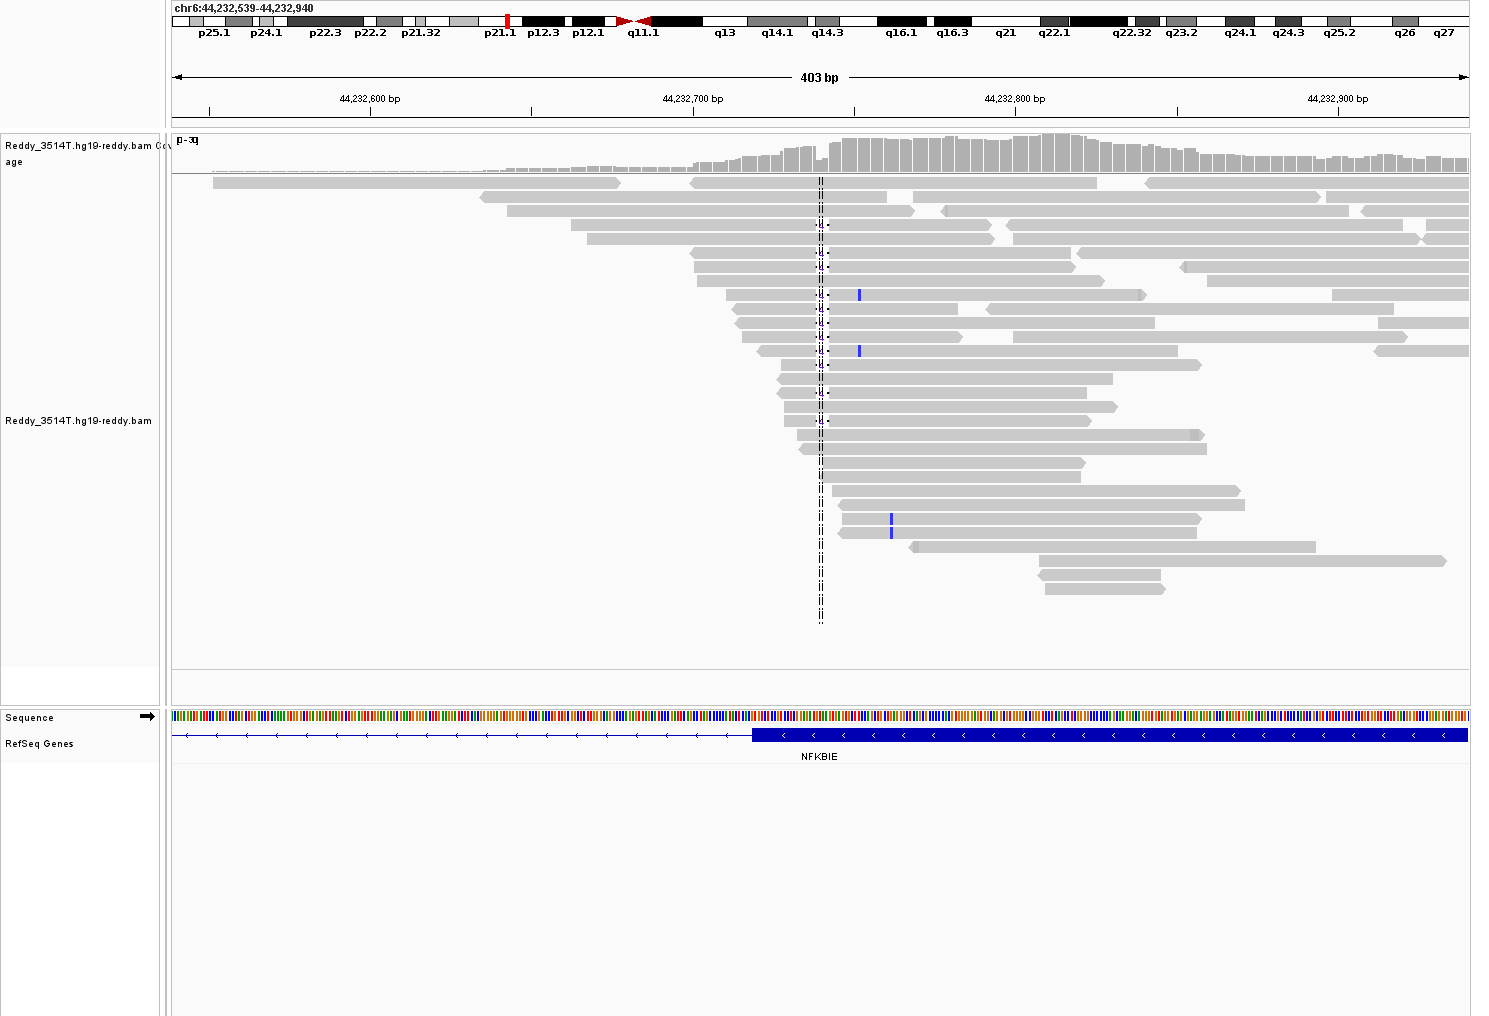 chr6:44,232,539-44,232,940
p25.1 p24.1 p22.3 p22.2 p21.32 p21.1 p12.3 p12.1 q11.1 q13 q14.1 q14.3 q16.1 q16.3 q21 q22.1 q22.32 q23.2 q24.1 q24.3 q25.2 q26 q27
403 bp
44,232,600 bp 44,232,700 bp 44,232,800 bp 44,232,900 bp
Reddy_3514T.hg19-reddy.bam Cov
age
[0 - 30]
Reddy_3514T.hg19-reddy.bam
Sequence
RefSeq Genes
NFKBIE